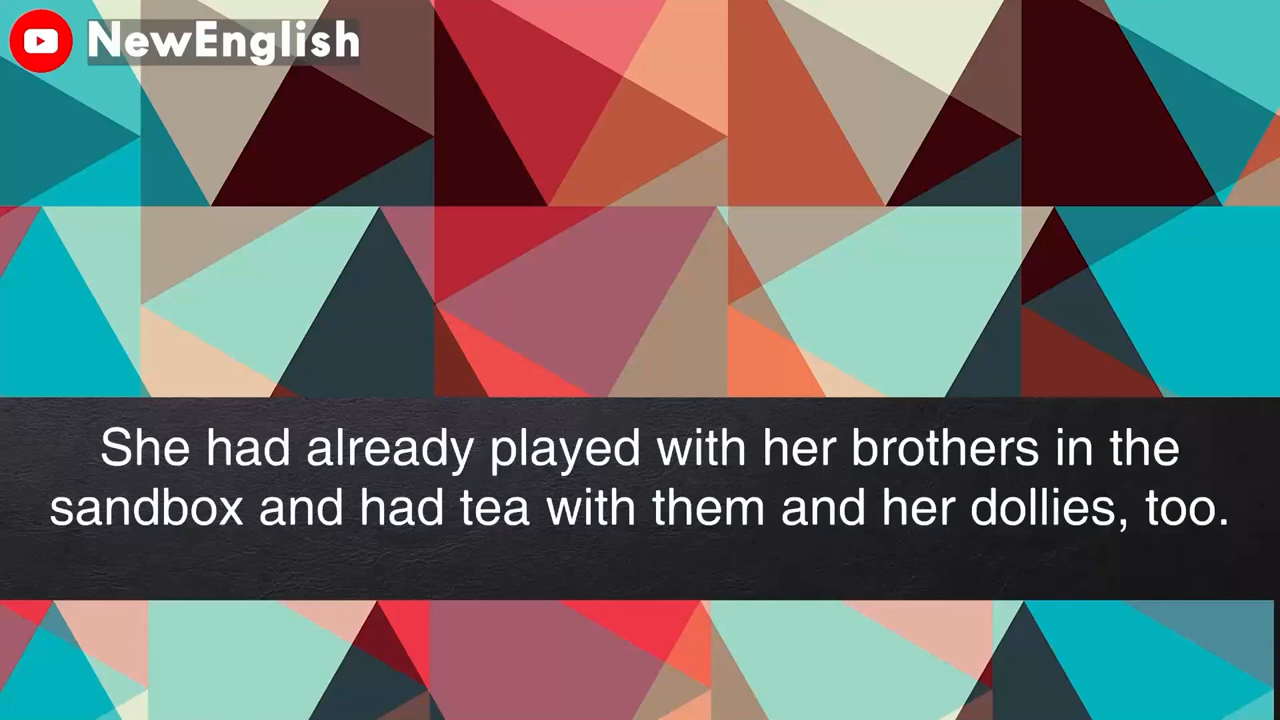 NewEnglish
She had already played with her brothers in the
sandbox and had tea with them and her dollies, too.